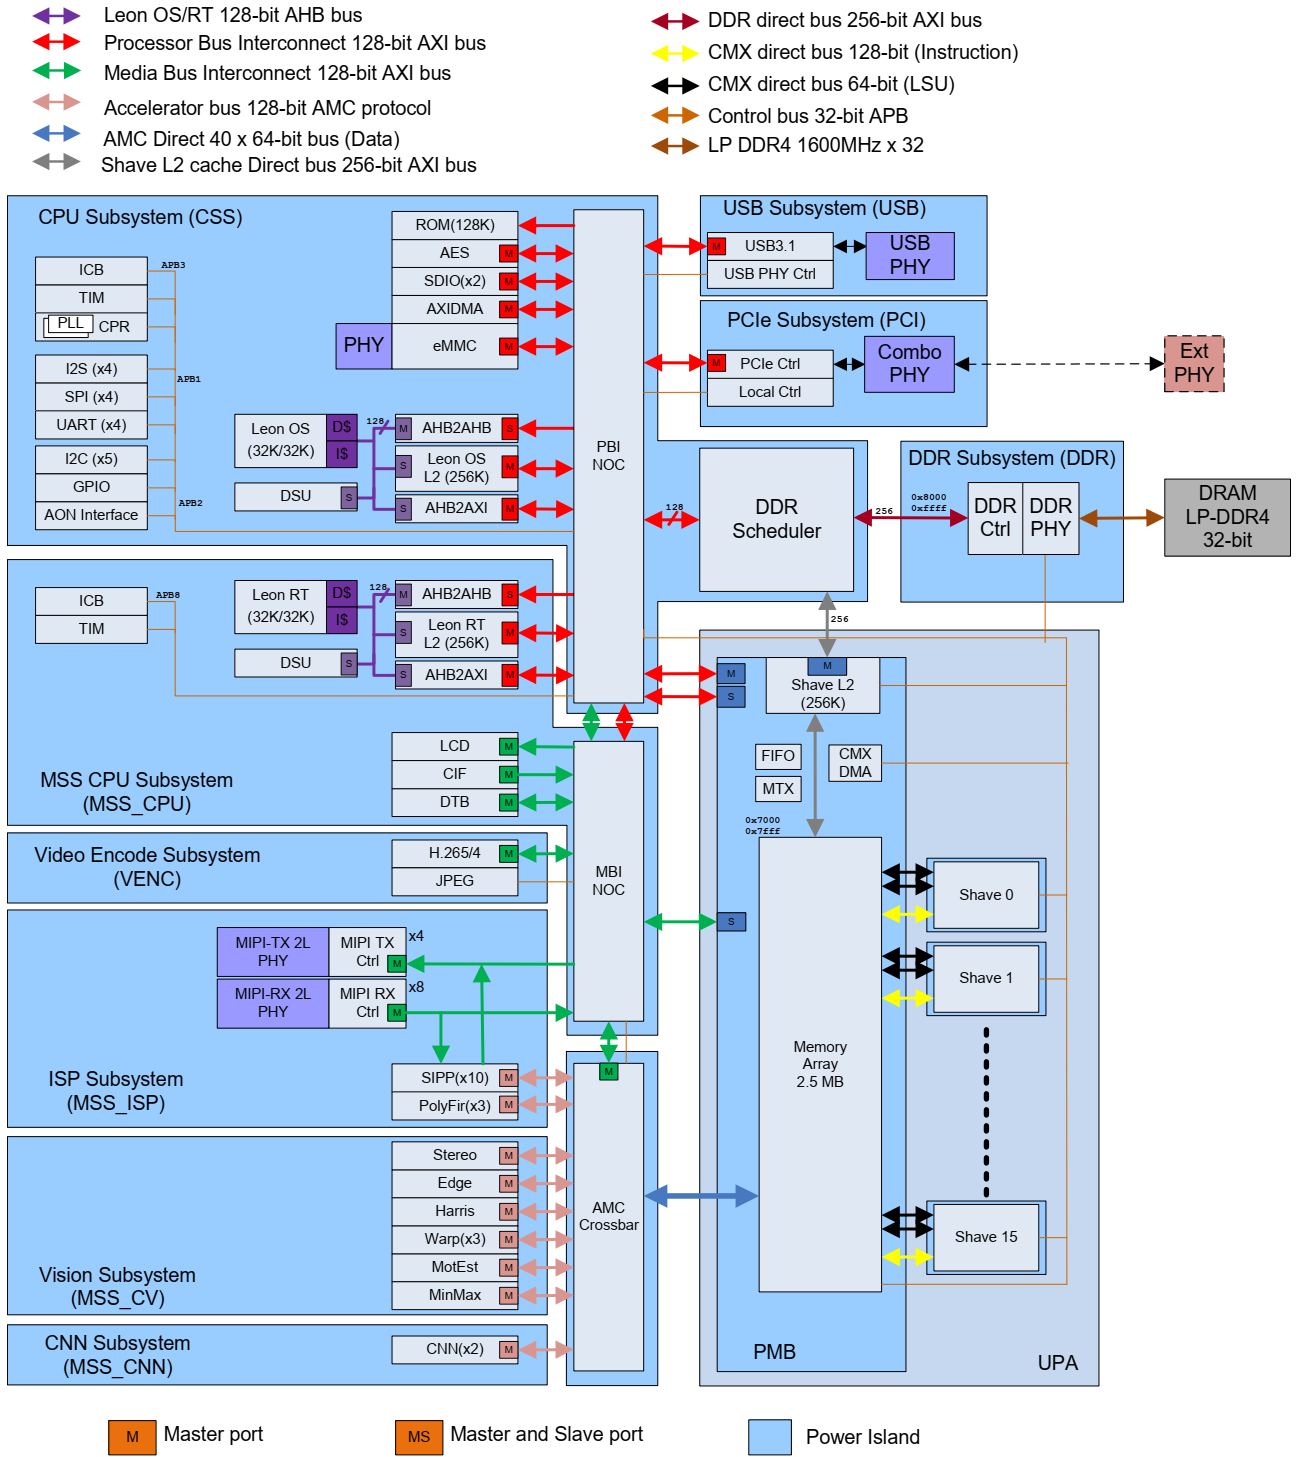 Leon OS/RT 128-bit AHB bus
Processor Bus Interconnect 128-bit AXI bus
Media Bus Interconnect 128-bit AXI bus
Accelerator bus 128-bit AMC protocol
AMC Direct 40 x 64-bit bus (Data)
Shave L2 cache Direct bus 256-bit AXI bus
DDR direct bus 256-bit AXI bus
CMX direct bus 128-bit (Instruction)
CMX direct bus 64-bit (LSU)
Control bus 32-bit APB
LP DDR4 1600MHz x 32
CPU Subsystem (CSS)
ICB
APB3
TIM
PLL
CPR
I2S (x4)
APB1
SPI (x4)
UART (x4)
I2C (x5)
GPIO
APB2
AON Interface
ROM(128K)
AES
M
SDIO(x2)
M
AXIDMA
M
PHY
eMMC
M
Leon OS
(32K/32K)
D$
I$
128
M
AHB2AHB
S
S
Leon OS
L2 (256K)
M
DSU
S
S
AHB2AXI
M
PBI
NOC
USB Subsystem (USB)
M
USB3.1
USB PHY Ctrl
USB
PHY
PCIe Subsystem (PCI)
M
PCIe Ctrl
Local Ctrl
Combo
PHY
Ext
PHY
128
DDR
Scheduler
256
DDR Subsystem (DDR)
0x8000
0xffff
DDR
Ctrl
DDR
PHY
DRAM
LP-DDR4
32-bit
256
ICB
APB8
TIM
Leon RT
(32K/32K)
D$
I$
128
M
AHB2AHB
S
S
Leon RT
L2 (256K)
M
DSU
S
S
AHB2AXI
M
MSS CPU Subsystem
(MSS_CPU)
LCD
M
CIF
M
DTB
M
Video Encode Subsystem
(VENC)
H.265/4
M
JPEG
MBI
NOC
MIPI-TX 2L
PHY
MIPI TX
Ctrl
M
x4
MIPI-RX 2L
PHY
MIPI RX
Ctrl
M
x8
ISP Subsystem
(MSS_ISP)
SIPP(x10)
M
PolyFir(x3)
M
Vision Subsystem
(MSS_CV)
Stereo
M
Edge
M
Harris
M
Warp(x3)
M
MotEst
M
MinMax
M
CNN Subsystem
(MSS_CNN)
CNN(x2)
M
M
AMC
Crossbar
M
S
M
Shave L2
(256K)
FIFO
MTX
CMX
DMA
0x7000
0x7fff
S
Memory
Array
2.5 MB
Shave 0
Shave 1
Shave 15
PMB
UPA
M
Master port
MS
Master and Slave port
Power Island